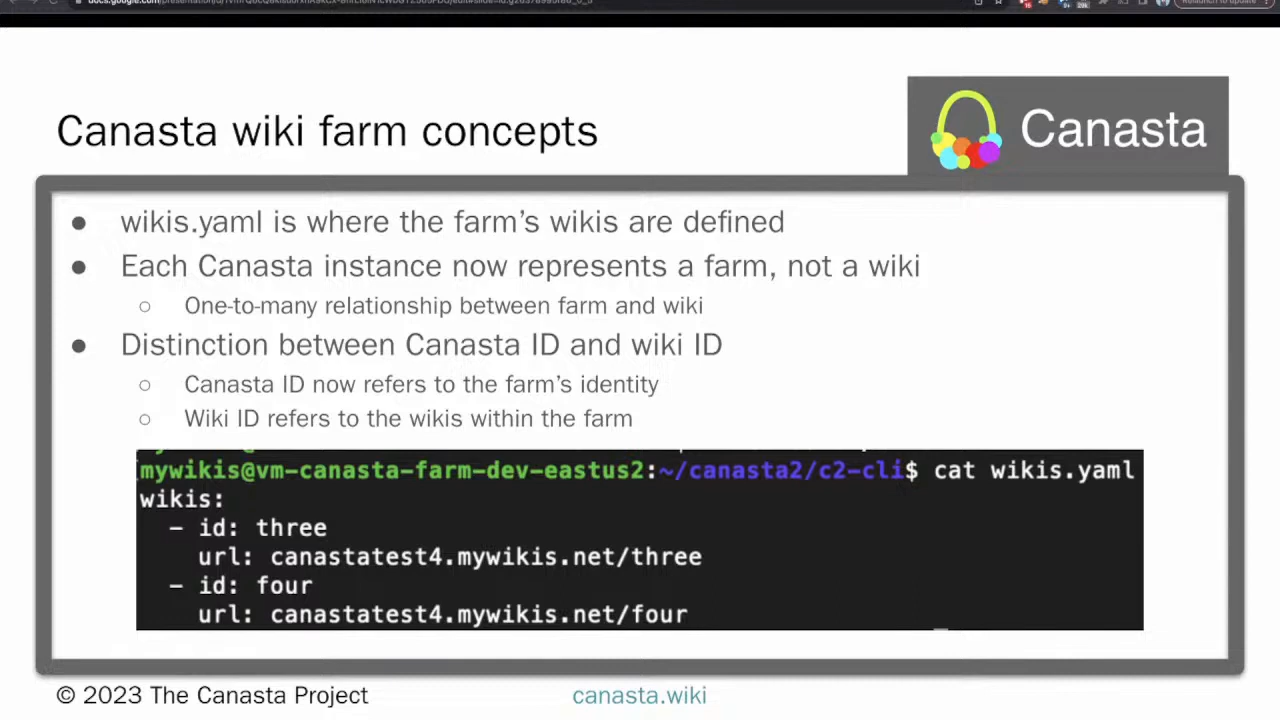 Canasta wiki farm concepts
Canasta
● wikis.yaml is where the farm’s wikis are defined
● Each Canasta instance now represents a farm, not a wiki
○ One-to-many relationship between farm and wiki
● Distinction between Canasta ID and wiki ID
○ Canasta ID now refers to the farm’s identity
○ Wiki ID refers to the wikis within the farm
mywikis@vm-canasta-farm-dev-eastus2:~/canasta2/c2-cli$ cat wikis.yaml
wikis:
- id: three
url: canastatest4.mywikis.net/three
- id: four
url: canastatest4.mywikis.net/four
© 2023 The Canasta Project
canasta.wiki